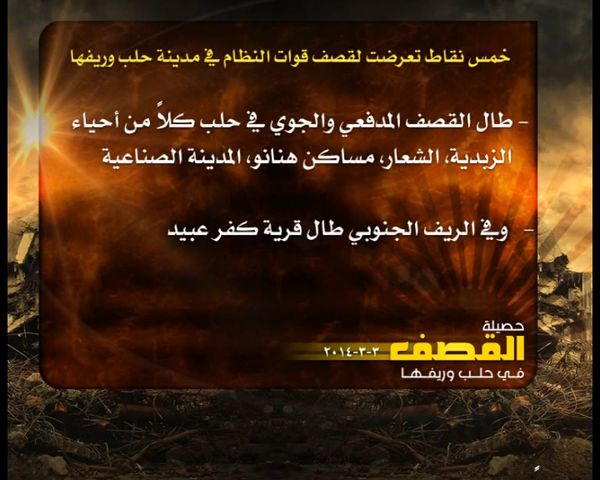 خمس نقاط تعرضت لقصف قوات النظام في مدينة حلب وريفها
- طال القصف المدفعي والجوي في حلب كلاً من أحياء
الزبدية، الشعار، مساكن هنانو، المدينة الصناعية
- وفي الريف الجنوبي طال قرية كفر عبيد
حصيلة
القصف ٣-٣-٢٠١٤
في حلب وريفها